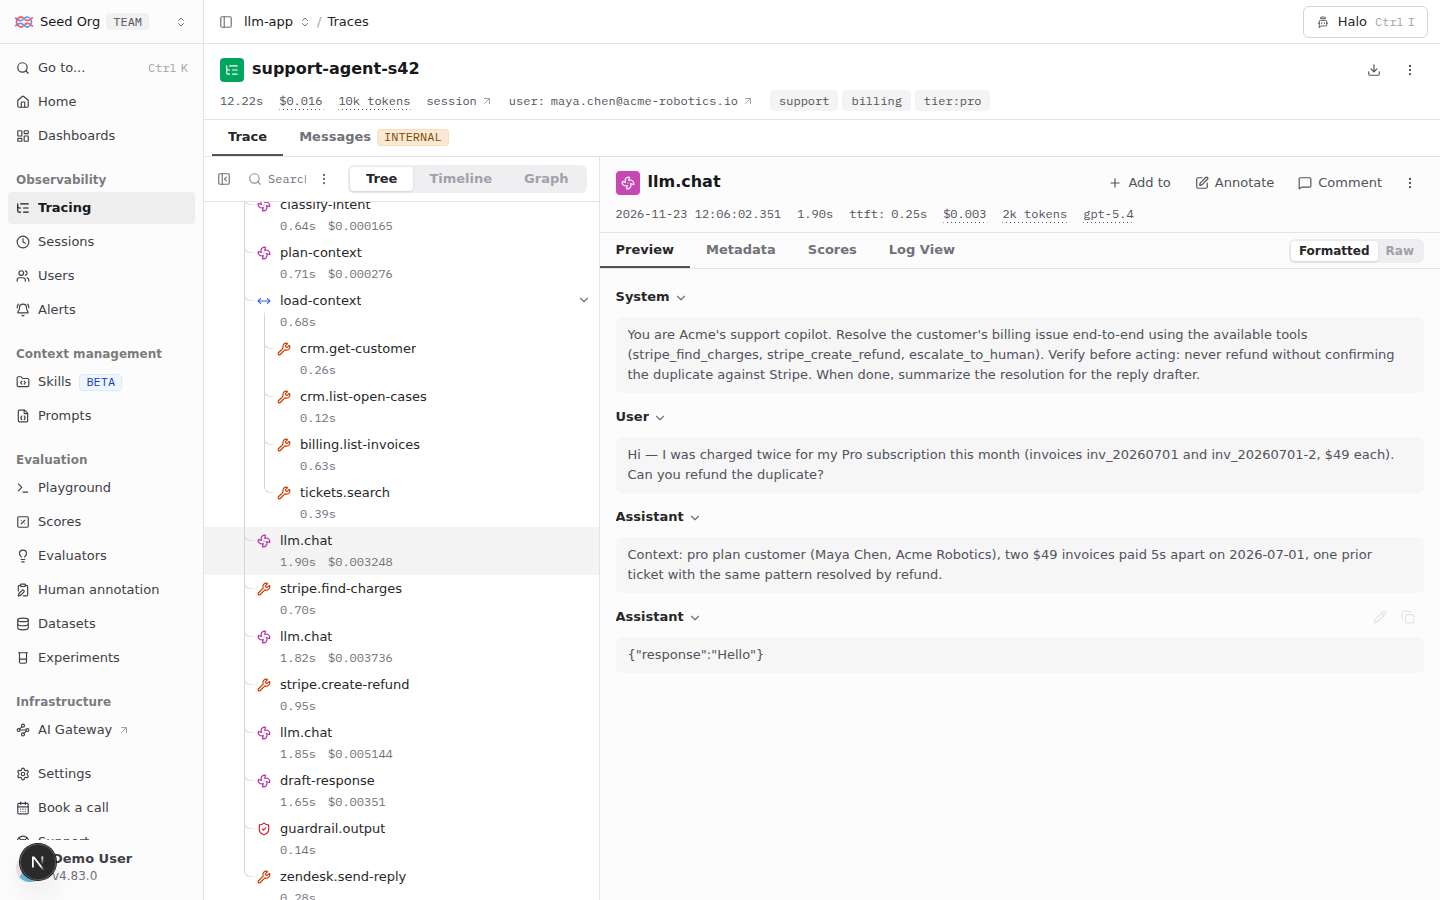 Seed Org TEAM
Go to... Ctrl K
Home
Dashboards
Observability
Tracing
Sessions
Users
Alerts
Context management
Skills BETA
Prompts
Evaluation
Playground
Scores
Evaluators
Human annotation
Datasets
Experiments
Infrastructure
AI Gateway
Settings
Book a call
Support
N
Demo User
v4.83.0
llm-app / Traces
Halo Ctrl I
support-agent-s42
12.22s $0.016 10k tokens session user: maya.chen@acme-robotics.io support billing tier:pro
Trace Messages INTERNAL
Search Tree Timeline Graph
classify-intent
0.64s $0.000165
plan-context
0.71s $0.000276
load-context
0.68s
crm.get-customer
0.26s
crm.list-open-cases
0.12s
billing.list-invoices
0.63s
tickets.search
0.39s
llm.chat
1.90s $0.003248
stripe.find-charges
0.70s
llm.chat
1.82s $0.003736
stripe.create-refund
0.95s
llm.chat
1.85s $0.005144
draft-response
1.65s $0.00351
guardrail.output
0.14s
zendesk.send-reply
0.28s
llm.chat
Add to Annotate Comment
2026-11-23 12:06:02.351 1.90s ttft: 0.25s $0.003 2k tokens gpt-5.4
Preview Metadata Scores Log View Formatted Raw
System
You are Acme's support copilot. Resolve the customer's billing issue end-to-end using the available tools
(stripe_find_charges, stripe_create_refund, escalate_to_human). Verify before acting: never refund without confirming
the duplicate against Stripe. When done, summarize the resolution for the reply drafter.
User
Hi — I was charged twice for my Pro subscription this month (invoices inv_20260701 and inv_20260701-2, $49 each).
Can you refund the duplicate?
Assistant
Context: pro plan customer (Maya Chen, Acme Robotics), two $49 invoices paid 5s apart on 2026-07-01, one prior
ticket with the same pattern resolved by refund.
Assistant
{"response":"Hello"}